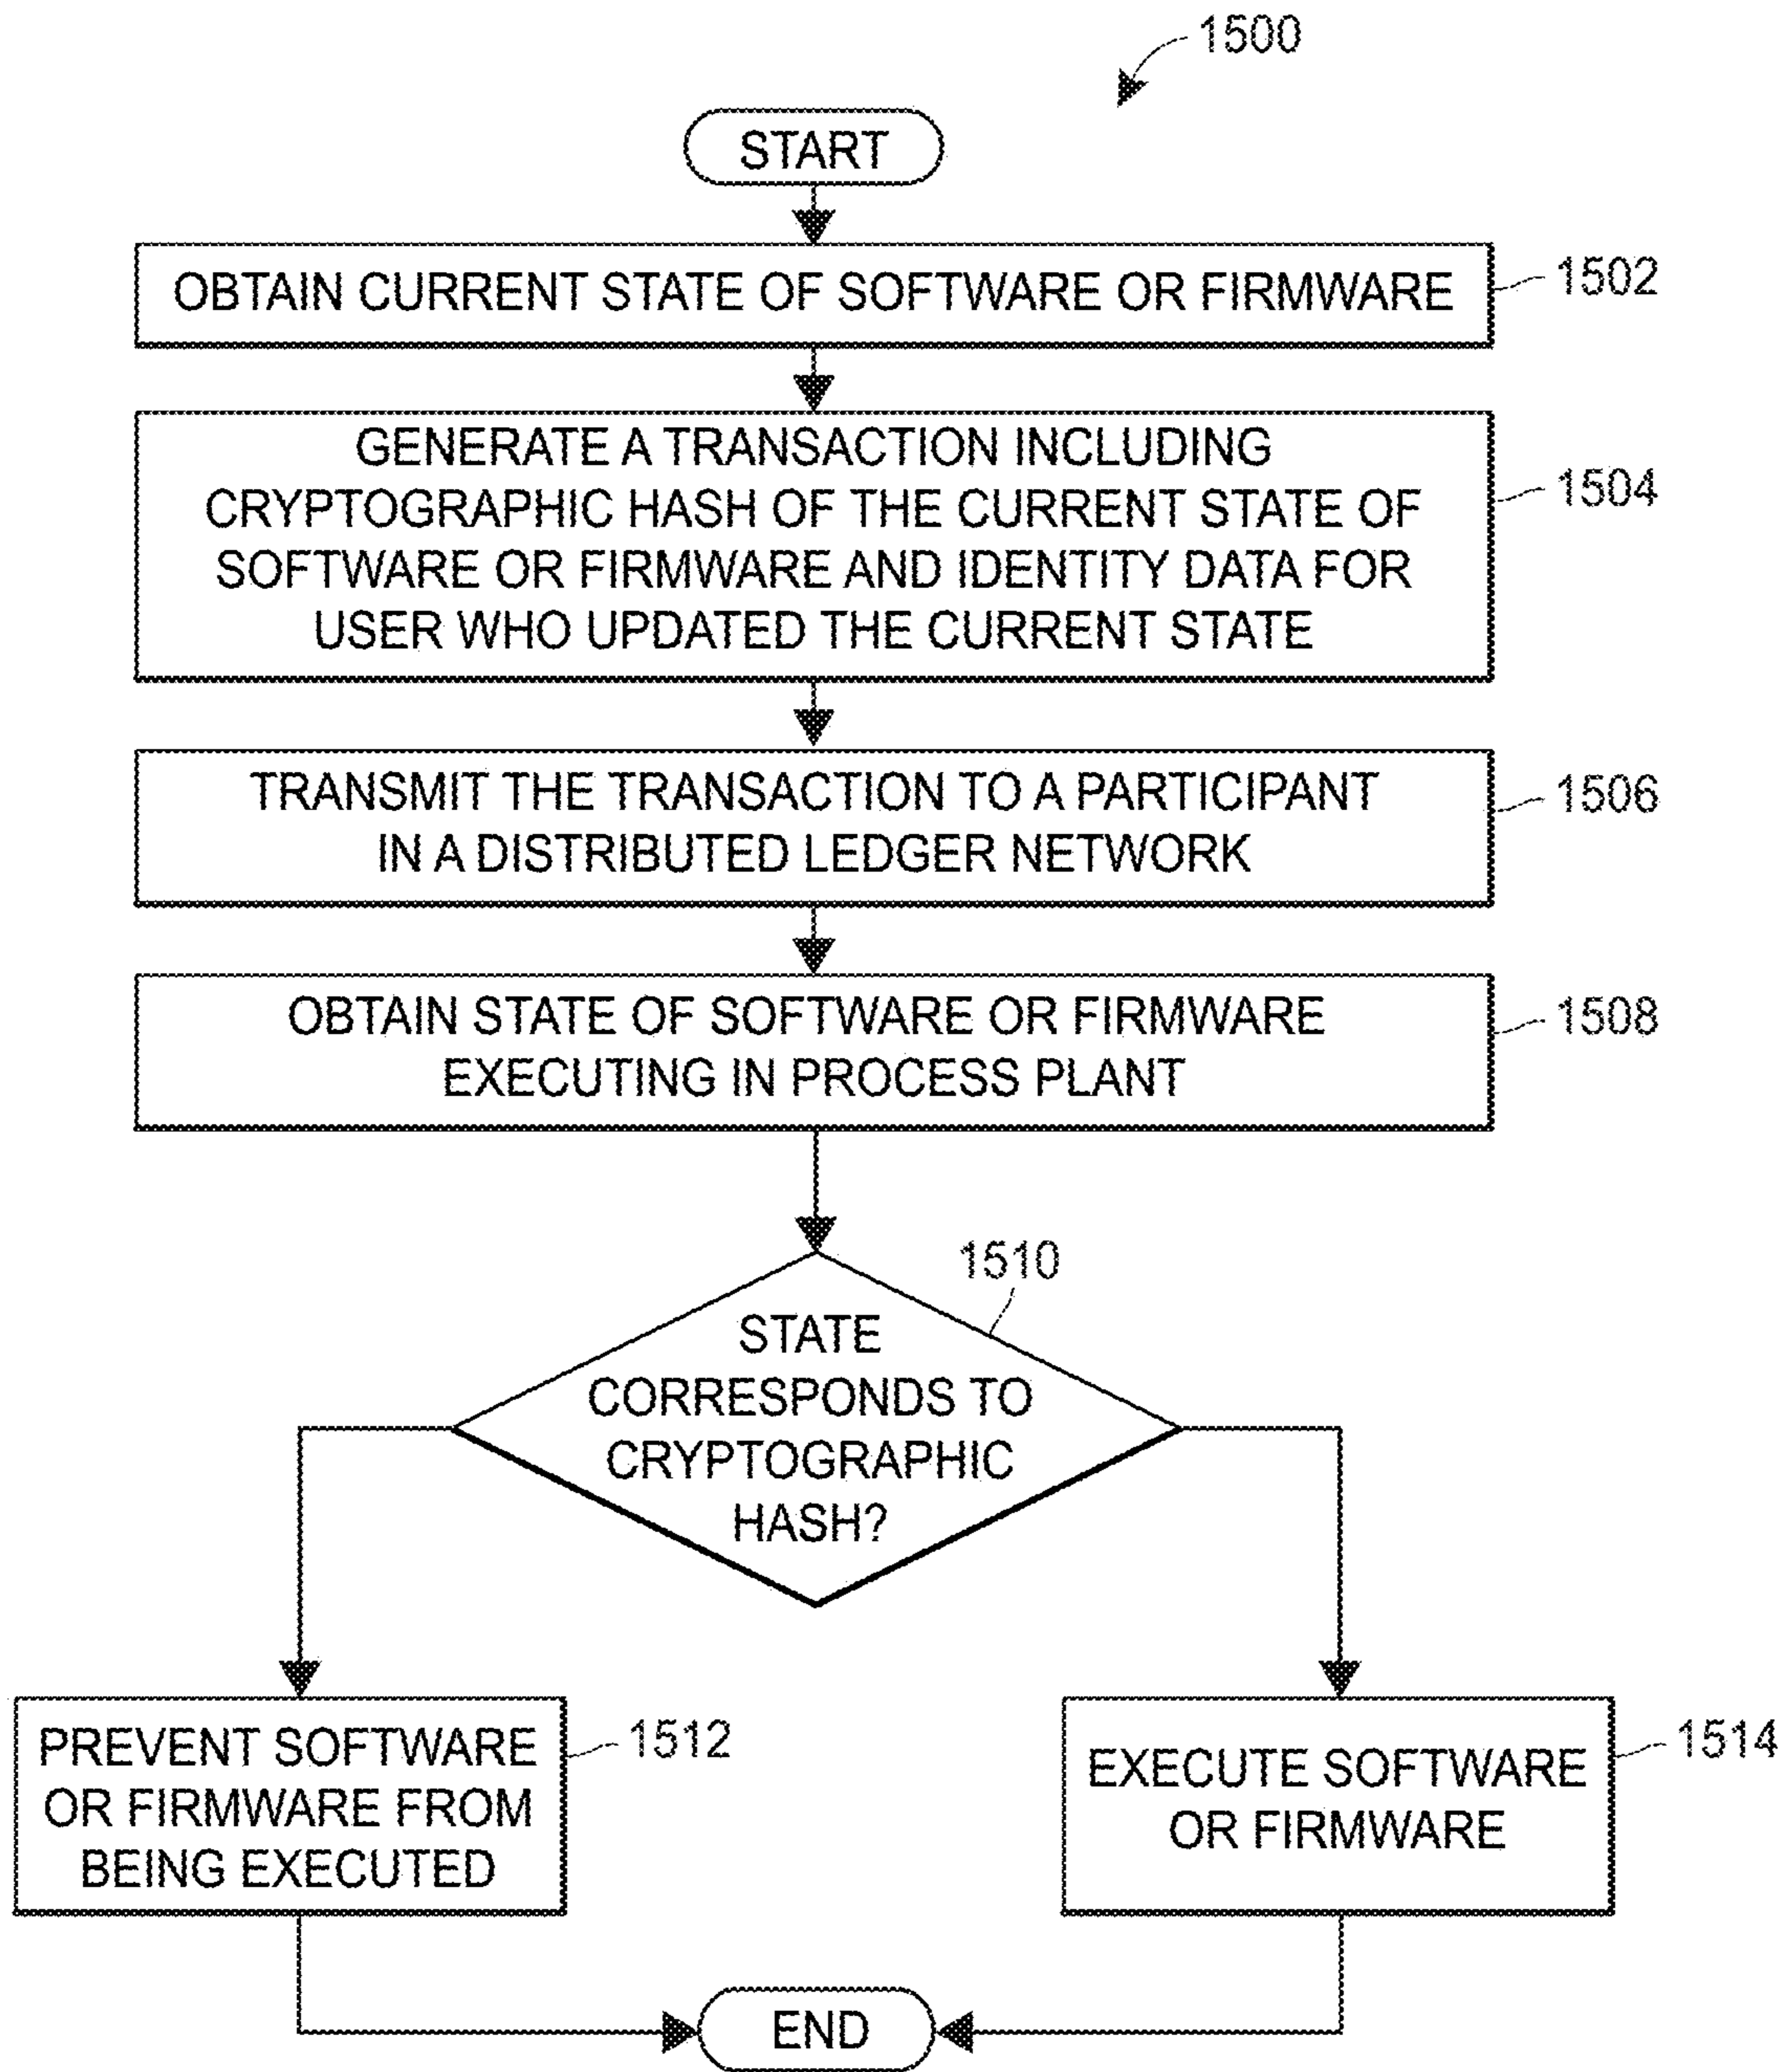 1500
START
OBTAIN CURRENT STATE OF SOFTWARE OR FIRMWARE
1502
GENERATE A TRANSACTION INCLUDING
CRYPTOGRAPHIC HASH OF THE CURRENT STATE OF
SOFTWARE OR FIRMWARE AND IDENTITY DATA FOR
USER WHO UPDATED THE CURRENT STATE
1504
TRANSMIT THE TRANSACTION TO A PARTICIPANT
IN A DISTRIBUTED LEDGER NETWORK
1506
OBTAIN STATE OF SOFTWARE OR FIRMWARE
EXECUTING IN PROCESS PLANT
1508
1510
STATE
CORRESPONDS TO
CRYPTOGRAPHIC
HASH?
PREVENT SOFTWARE
OR FIRMWARE FROM
BEING EXECUTED
1512
EXECUTE SOFTWARE
OR FIRMWARE
1514
END